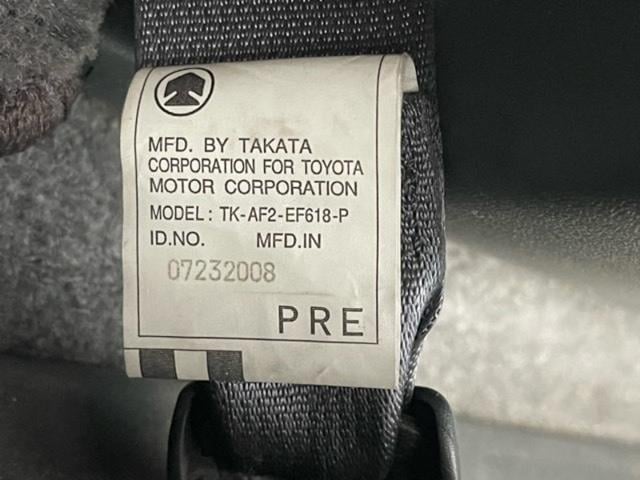 MFD. BY TAKATA
CORPORATION FOR TOYOTA
MOTOR CORPORATION
MODEL: TK-AF2-EF618-P
ID.NO. MFD.IN
07232008
PRE